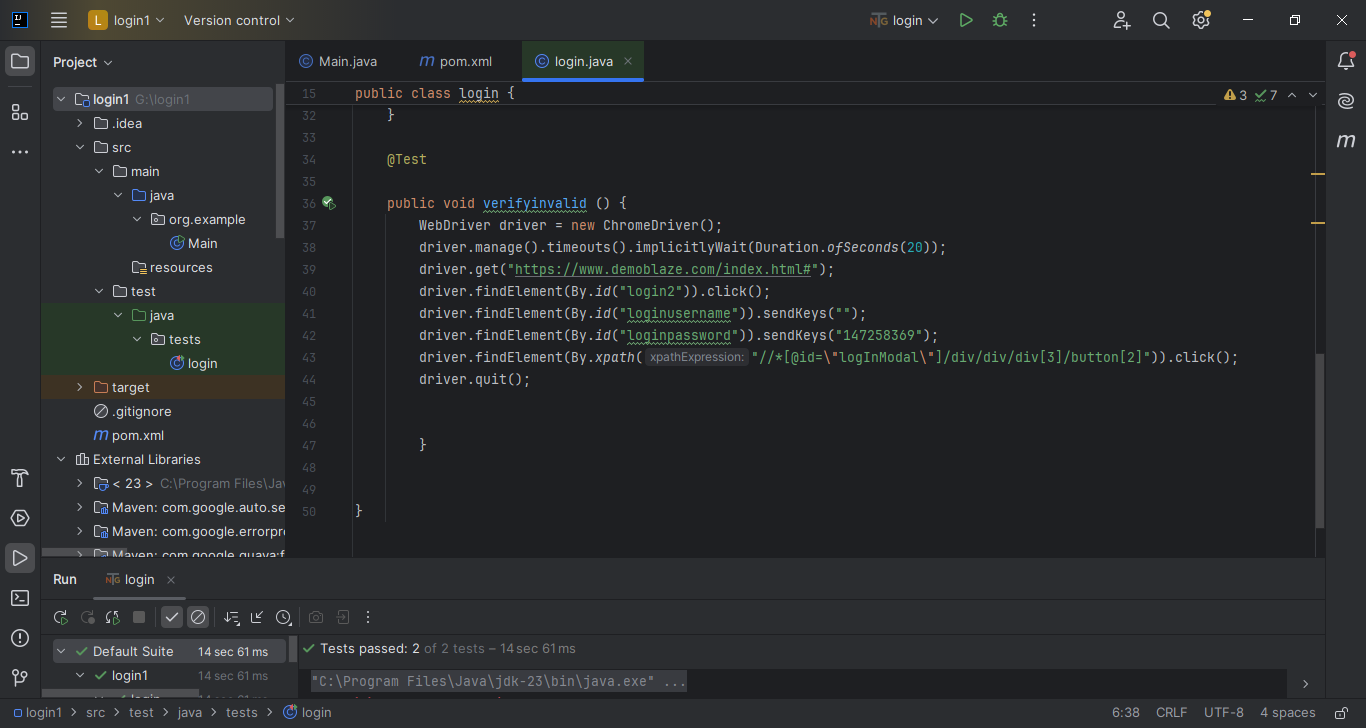 L login1 Version control login
Project
Main.java
m pom.xml
login.java
login1 G:\login1
.idea
src
main
java
org.example
Main
resources
test
java
tests
login
target
.gitignore
m pom.xml
External Libraries
< 23 > C:\Program Files\Jav
Maven: com.google.auto.se
Maven: com.google.errorpro
Maven: com.google.guava:f
3 7
15 public class login {
32 }
33
34 @Test
35
36 public void verifyinvalid () {
37 WebDriver driver = new ChromeDriver();
38 driver.manage().timeouts().implicitlyWait(Duration.ofSeconds(20));
39 driver.get("https://www.demoblaze.com/index.html#");
40 driver.findElement(By.id("login2")).click();
41 driver.findElement(By.id("loginusername")).sendKeys("");
42 driver.findElement(By.id("loginpassword")).sendKeys("147258369");
43 driver.findElement(By.xpath( xpathExpression: "//*[@id=\"logInModal\"]/div/div/div[3]/button[2]")).click();
44 driver.quit();
45
46
47 }
48
49
50 }
m
Run login
Default Suite 14 sec 61 ms
login1 14 sec 61 ms
Tests passed: 2 of 2 tests – 14 sec 61 ms
"C:\Program Files\Java\jdk-23\bin\java.exe" ...
login1 > src > test > java > tests > login
6:38 CRLF UTF-8 4 spaces